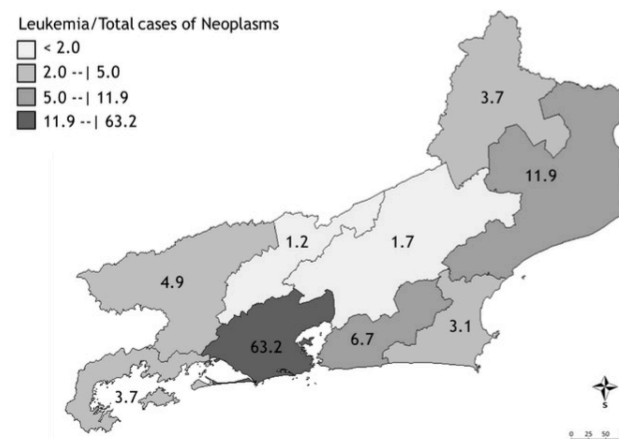 Leukemia/Total cases of Neoplasms
< 2.0
2.0 --| 5.0
5.0 --| 11.9
11.9 --| 63.2
3.7
11.9
1.2
1.7
4.9
63.2
6.7
3.1
3.7
S
0 25 50